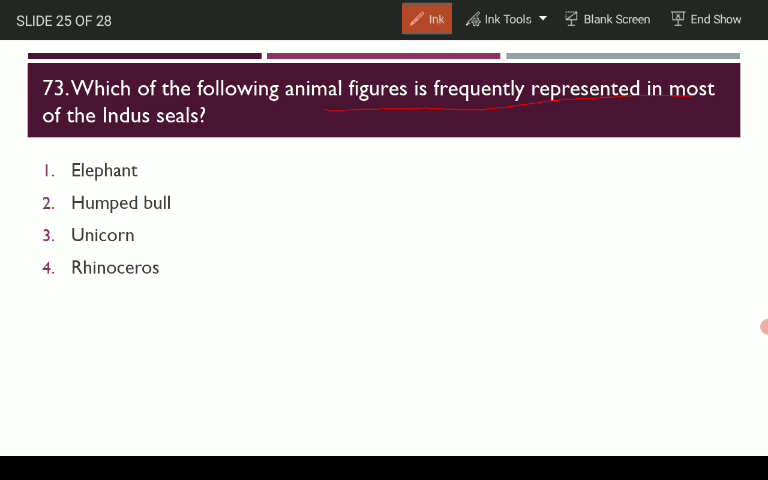 SLIDE 25 OF 28
Ink
Ink Tools
Blank Screen
End Show
73. Which of the following animal figures is frequently represented in most
of the Indus seals?
1. Elephant
2. Humped bull
3. Unicorn
4. Rhinoceros